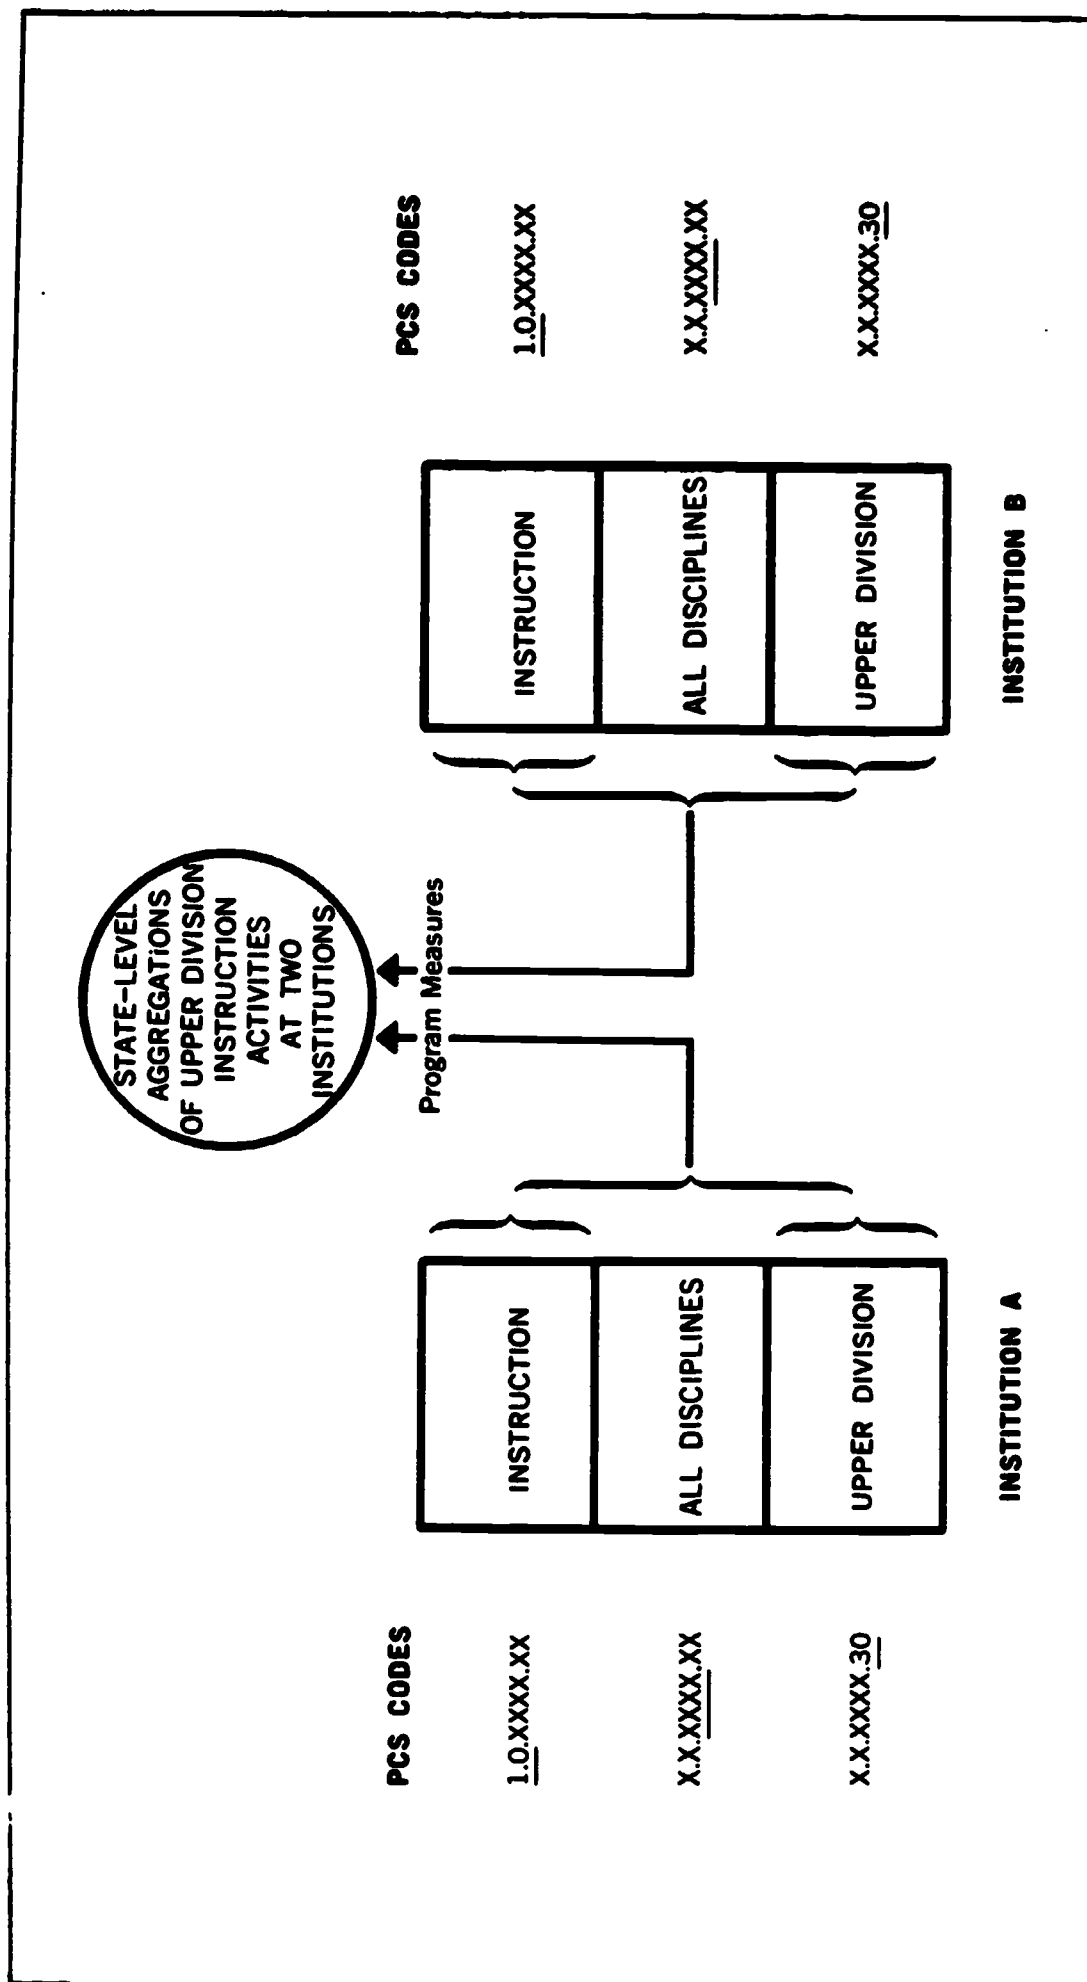 STATE-LEVEL
AGGREGATIONS
OF UPPER DIVISION
INSTRUCTION
ACTIVITIES
AT TWO
INSTITUTIONS
Program Measures
PCS CODES
1.0.XXXX.XX
X.X.XXXX.XX
X.X.XXXX.30
INSTRUCTION
ALL DISCIPLINES
UPPER DIVISION
INSTITUTION A
INSTRUCTION
ALL DISCIPLINES
UPPER DIVISION
INSTITUTION B
PCS CODES
1.0.XXXX.XX
X.X.XXXX.XX
X.X.XXXX.30